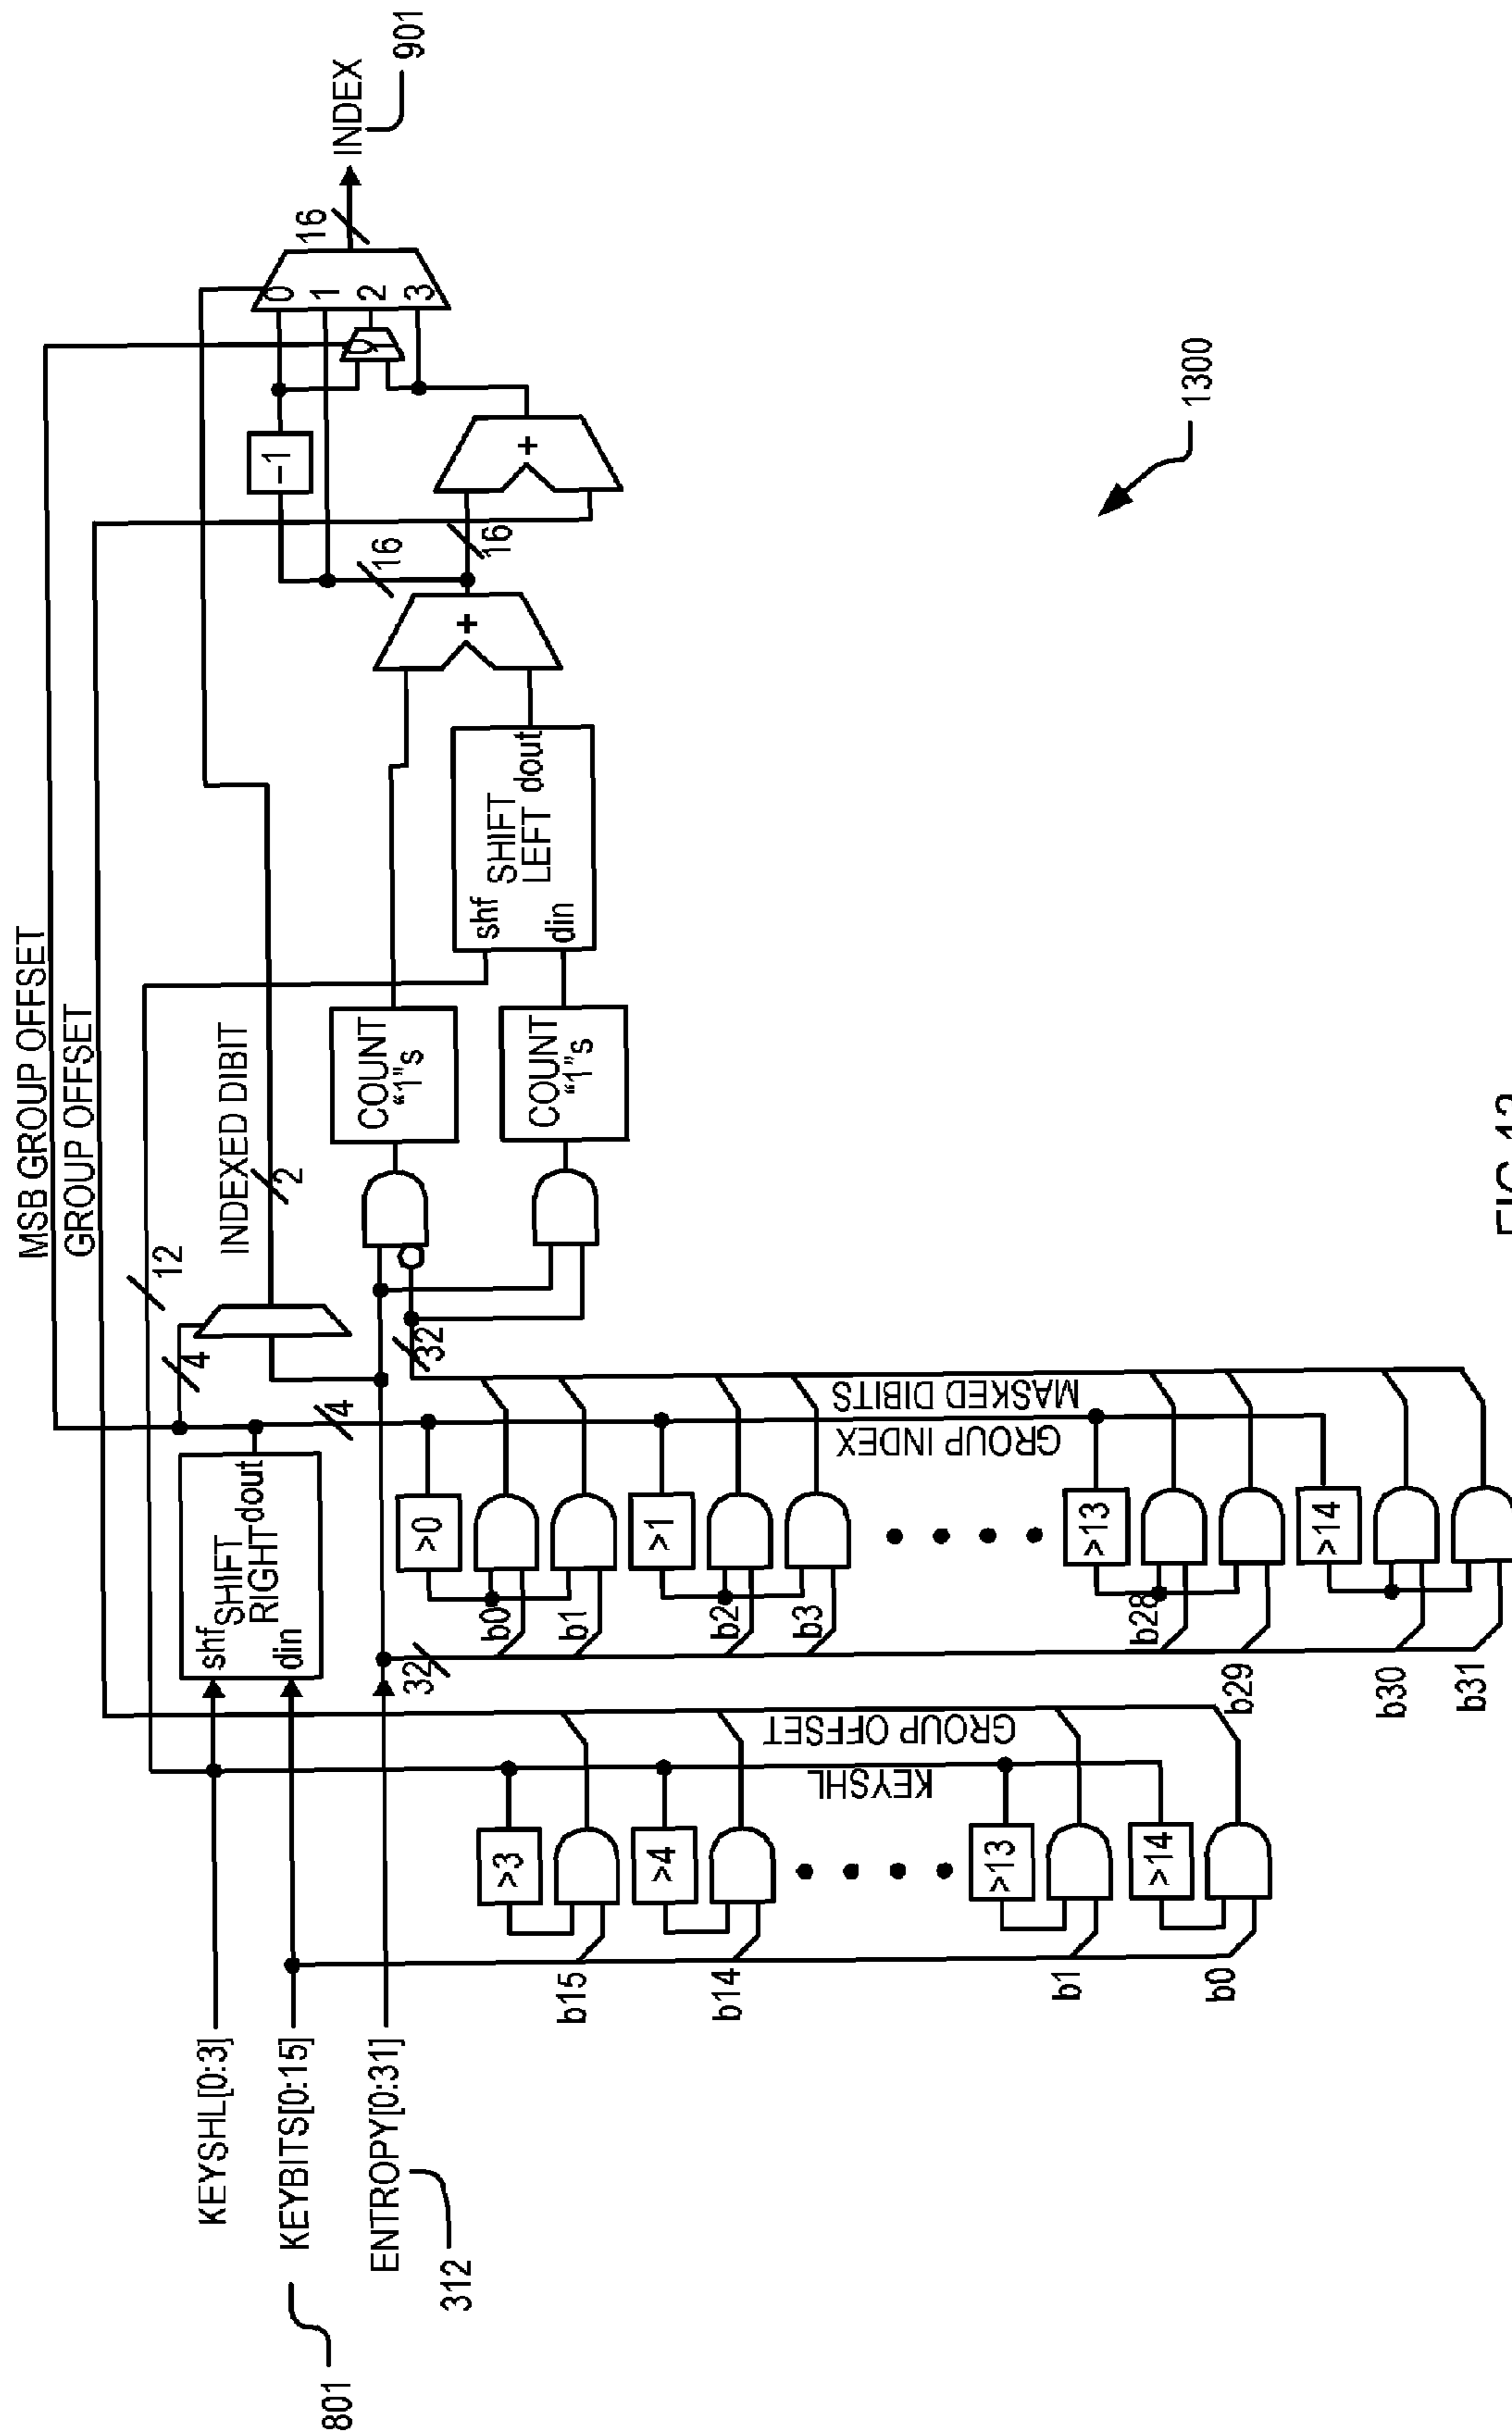 MSB GROUP OFFSET
GROUP OFFSET
12
INDEXED DIBIT
2
4
KEYSHL[0:3]
KEYBITS[0:15]
801
ENTROPY[0:31]
312
shf
SHIFT
RIGHT
din
dout
4
32
32
COUNT
"1"s
COUNT
"1"s
shf
SHIFT
LEFT
din
dout
+
16
16
+
−1
0
1
2
3
0
16
INDEX
901
KEYSHL
GROUP OFFSET
>3
b15
>4
b14
>13
b1
>14
b0
GROUP INDEX
MASKED DIBITS
>0
b0
b1
>1
b2
b3
>13
b28
b29
>14
b30
b31
1300